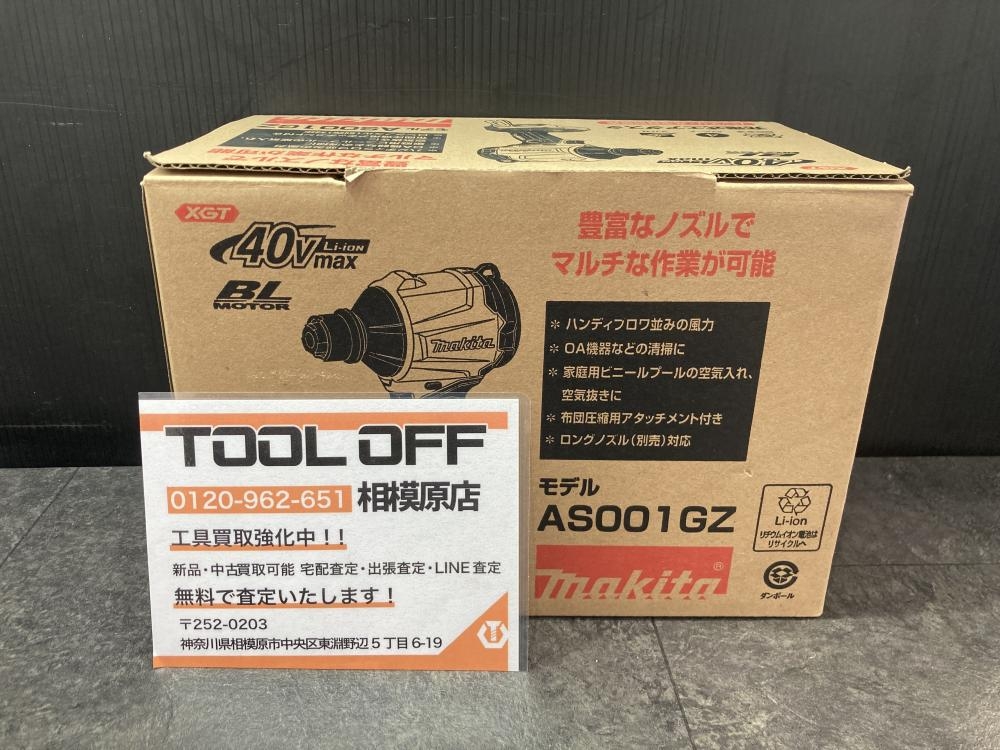 makita
モデル AS001GZ
40Vmax
XGT
40Vmax Li-ion
BL
MOTOR
makita
豊富なノズルで
マルチな作業が可能
＊ ハンディブロワ並みの風力
＊ OA機器などの清掃に
＊ 家庭用ビニールプールの空気入れ、
空気抜きに
＊ 布団圧縮用アタッチメント付き
＊ ロングノズル(別売)対応
モデル
AS001GZ
makita®
Li-ion
リチウムイオン電池は
リサイクルへ
ダンボール
TOOL OFF
0120-962-651 相模原店
工具買取強化中！！
新品・中古買取可能 宅配査定・出張査定・LINE査定
無料で査定いたします！
〒252-0203
神奈川県相模原市中央区東淵野辺5丁目6-19